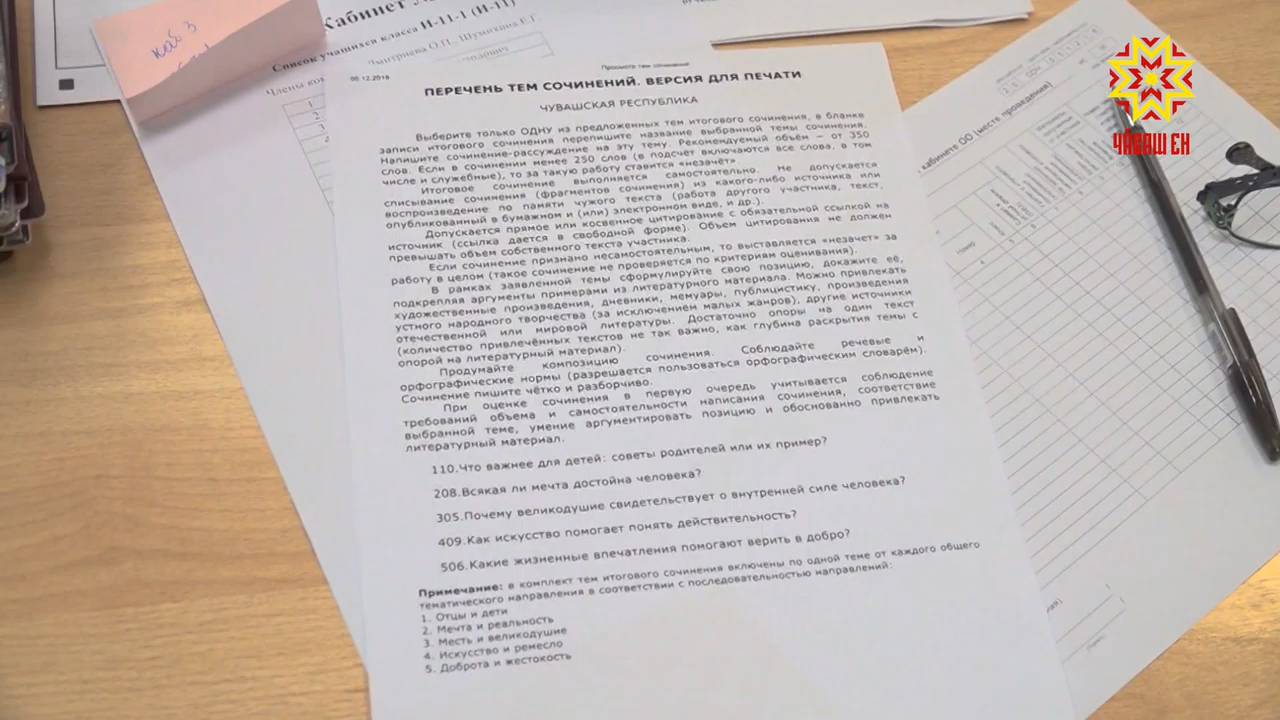 каб 3
Кабинет
Список учащихся класса И-11-1 (И-11)
Члены
Дмитриева О.П., Шумихина Е.Г.
Просмотр тем сочинений
06.12.2018
ПЕРЕЧЕНЬ ТЕМ СОЧИНЕНИЙ. ВЕРСИЯ ДЛЯ ПЕЧАТИ
ЧУВАШСКАЯ РЕСПУБЛИКА
Выберите только ОДНУ из предложенных тем итогового сочинения, в бланке
записи итогового сочинения перепишите название выбранной темы сочинения.
Напишите сочинение-рассуждение на эту тему. Рекомендуемый объём – от 350
слов. Если в сочинении менее 250 слов (в подсчёт включаются все слова, в том
числе и служебные), то за такую работу ставится «незачёт».
Итоговое сочинение выполняется самостоятельно. Не допускается
списывание сочинения (фрагментов сочинения) из какого-либо источника или
воспроизведение по памяти чужого текста (работа другого участника, текст,
опубликованный в бумажном и (или) электронном виде, и др.).
Допускается прямое или косвенное цитирование с обязательной ссылкой на
источник (ссылка дается в свободной форме). Объем цитирования не должен
превышать объем собственного текста участника.
Если сочинение признано несамостоятельным, то выставляется «незачет» за
работу в целом (такое сочинение не проверяется по критериям оценивания).
В рамках заявленной темы сформулируйте свою позицию, докажите её,
подкрепляя аргументы примерами из литературного материала. Можно привлекать
художественные произведения, дневники, мемуары, публицистику, произведения
устного народного творчества (за исключением малых жанров), другие источники
отечественной или мировой литературы. Достаточно опоры на один текст
(количество привлечённых текстов не так важно, как глубина раскрытия темы с
опорой на литературный материал).
Продумайте композицию сочинения. Соблюдайте речевые и
орфографические нормы (разрешается пользоваться орфографическим словарём).
Сочинение пишите чётко и разборчиво.
При оценке сочинения в первую очередь учитывается соблюдение
требований объема и самостоятельности написания сочинения, соответствие
выбранной теме, умение аргументировать позицию и обоснованно привлекать
литературный материал.
110.Что важнее для детей: советы родителей или их пример?
208.Всякая ли мечта достойна человека?
305.Почему великодушие свидетельствует о внутренней силе человека?
409.Как искусство помогает понять действительность?
506.Какие жизненные впечатления помогают верить в добро?
Примечание: в комплект тем итогового сочинения включены по одной теме от каждого общего
тематического направления в соответствии с последовательностью направлений:
1. Отцы и дети
2. Мечта и реальность
3. Месть и великодушие
4. Искусство и ремесло
5. Доброта и жестокость
кабинете ОО (месте проведения)
ЧӐВАШ ЕН